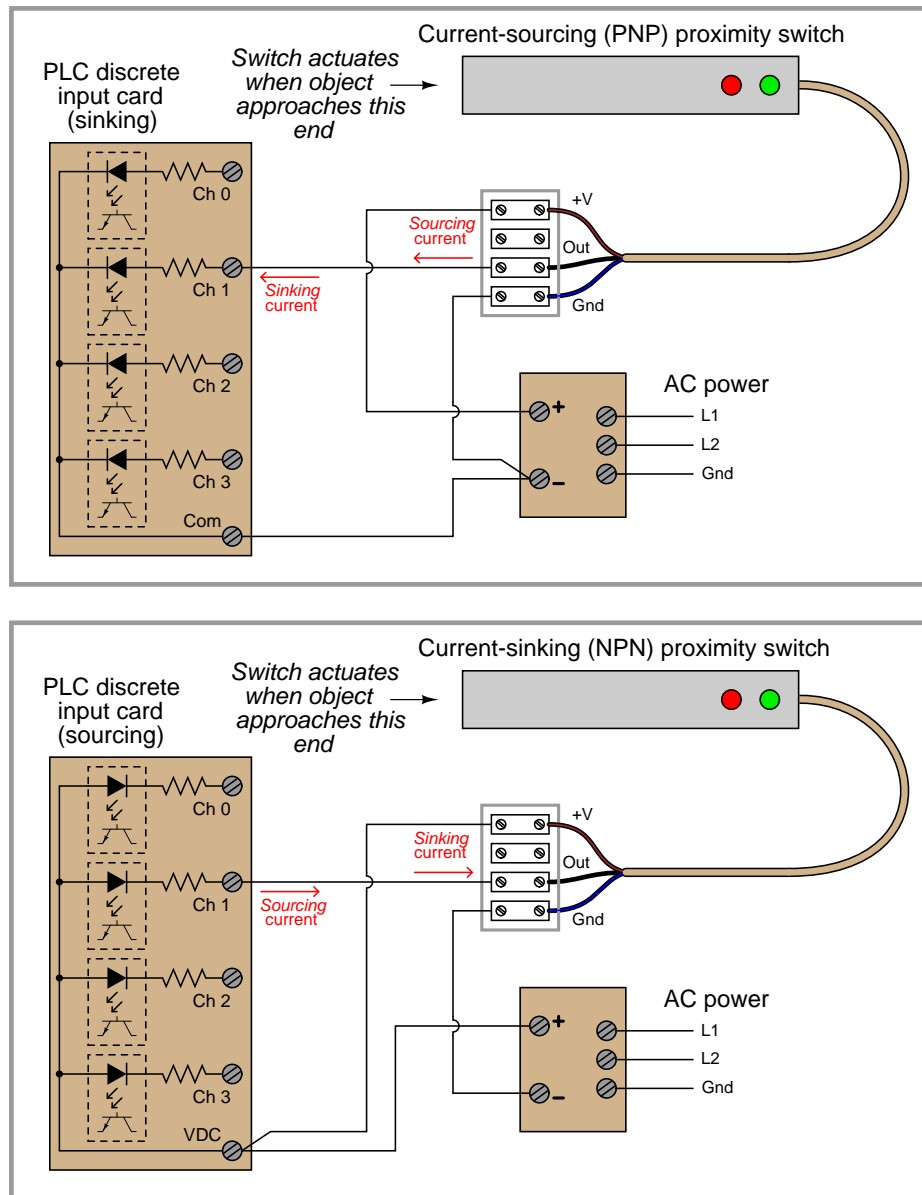 Current-sourcing (PNP) proximity switch
Switch actuates
when object
approaches this
end
PLC discrete
input card
(sinking)
Ch 0
Ch 1
Ch 2
Ch 3
Com
Sourcing
current
Sinking
current
+V
Out
Gnd
AC power
+
-
L1
L2
Gnd
Current-sinking (NPN) proximity switch
Switch actuates
when object
approaches this
end
PLC discrete
input card
(sourcing)
Ch 0
Ch 1
Ch 2
Ch 3
VDC
Sinking
current
Sourcing
current
+V
Out
Gnd
AC power
+
-
L1
L2
Gnd